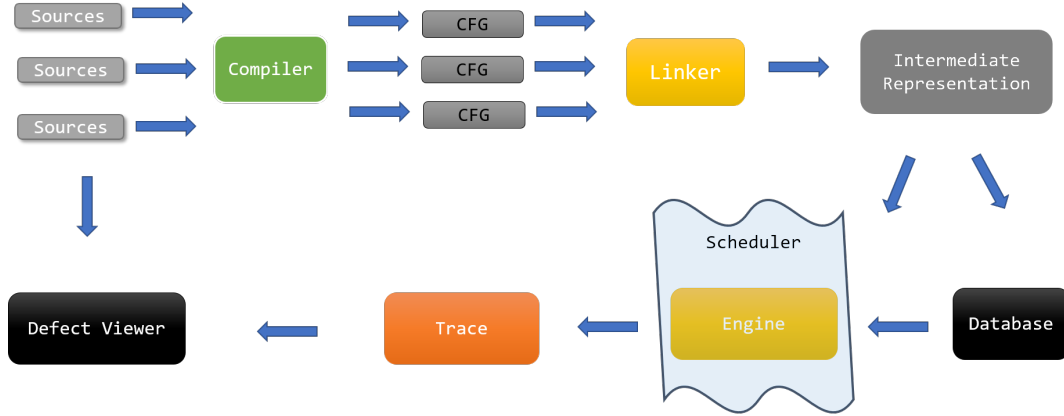 Sources
Sources
Sources
Compiler
CFG
CFG
CFG
Linker
Intermediate
Representation
Scheduler
Engine
Database
Trace
Defect Viewer